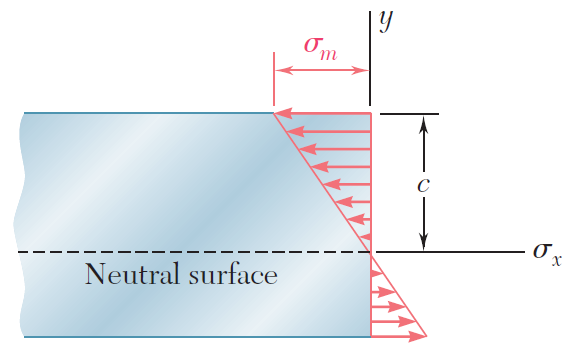 y
σm
c
σx
Neutral surface